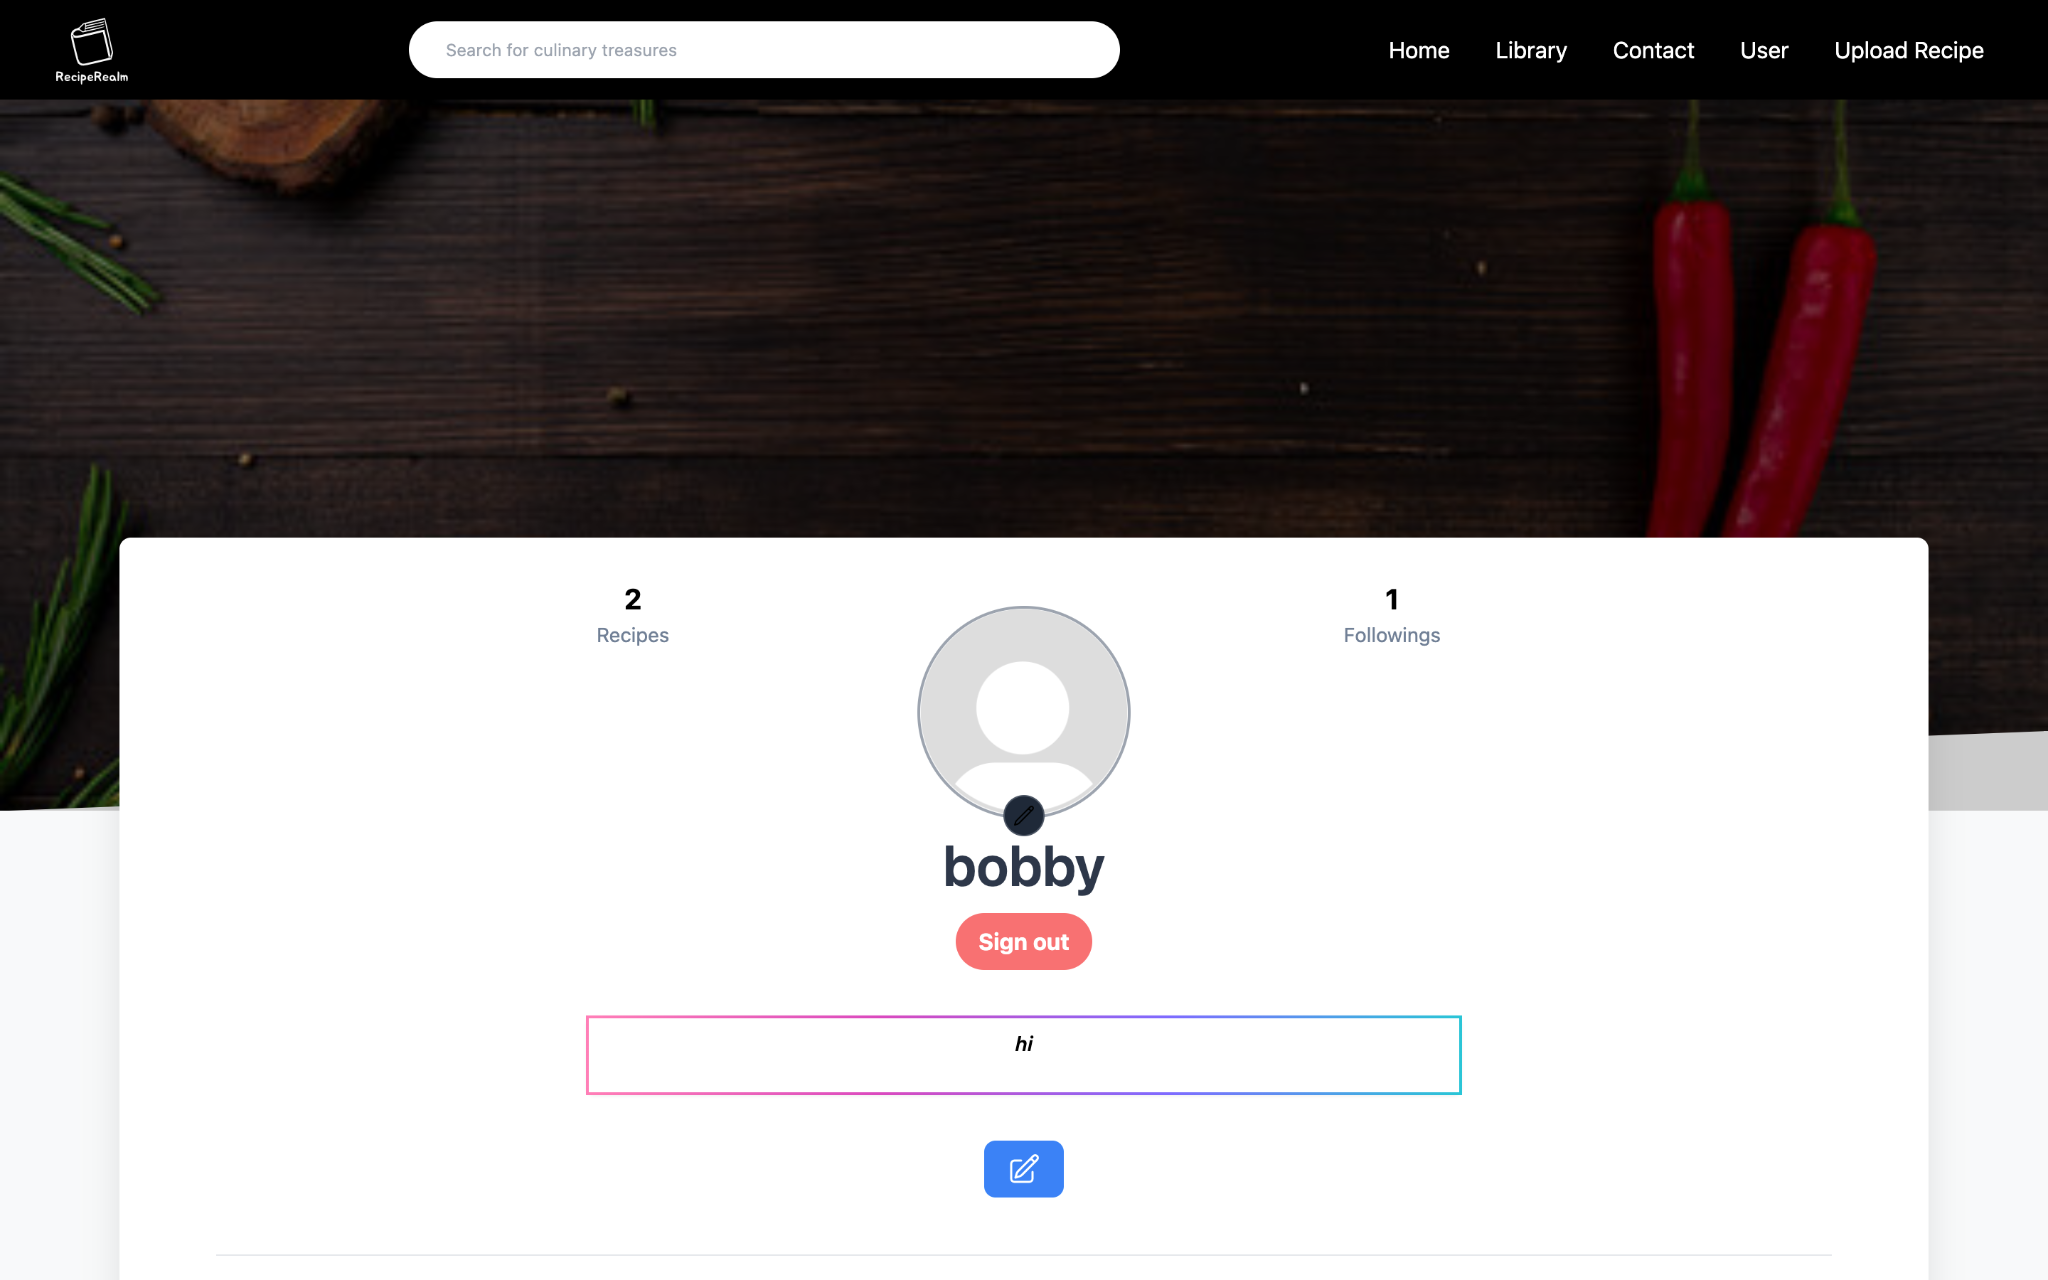 RecipeRealm
Search for culinary treasures
Home
Library
Contact
User
Upload Recipe
2
Recipes
1
Followings
bobby
Sign out
hi